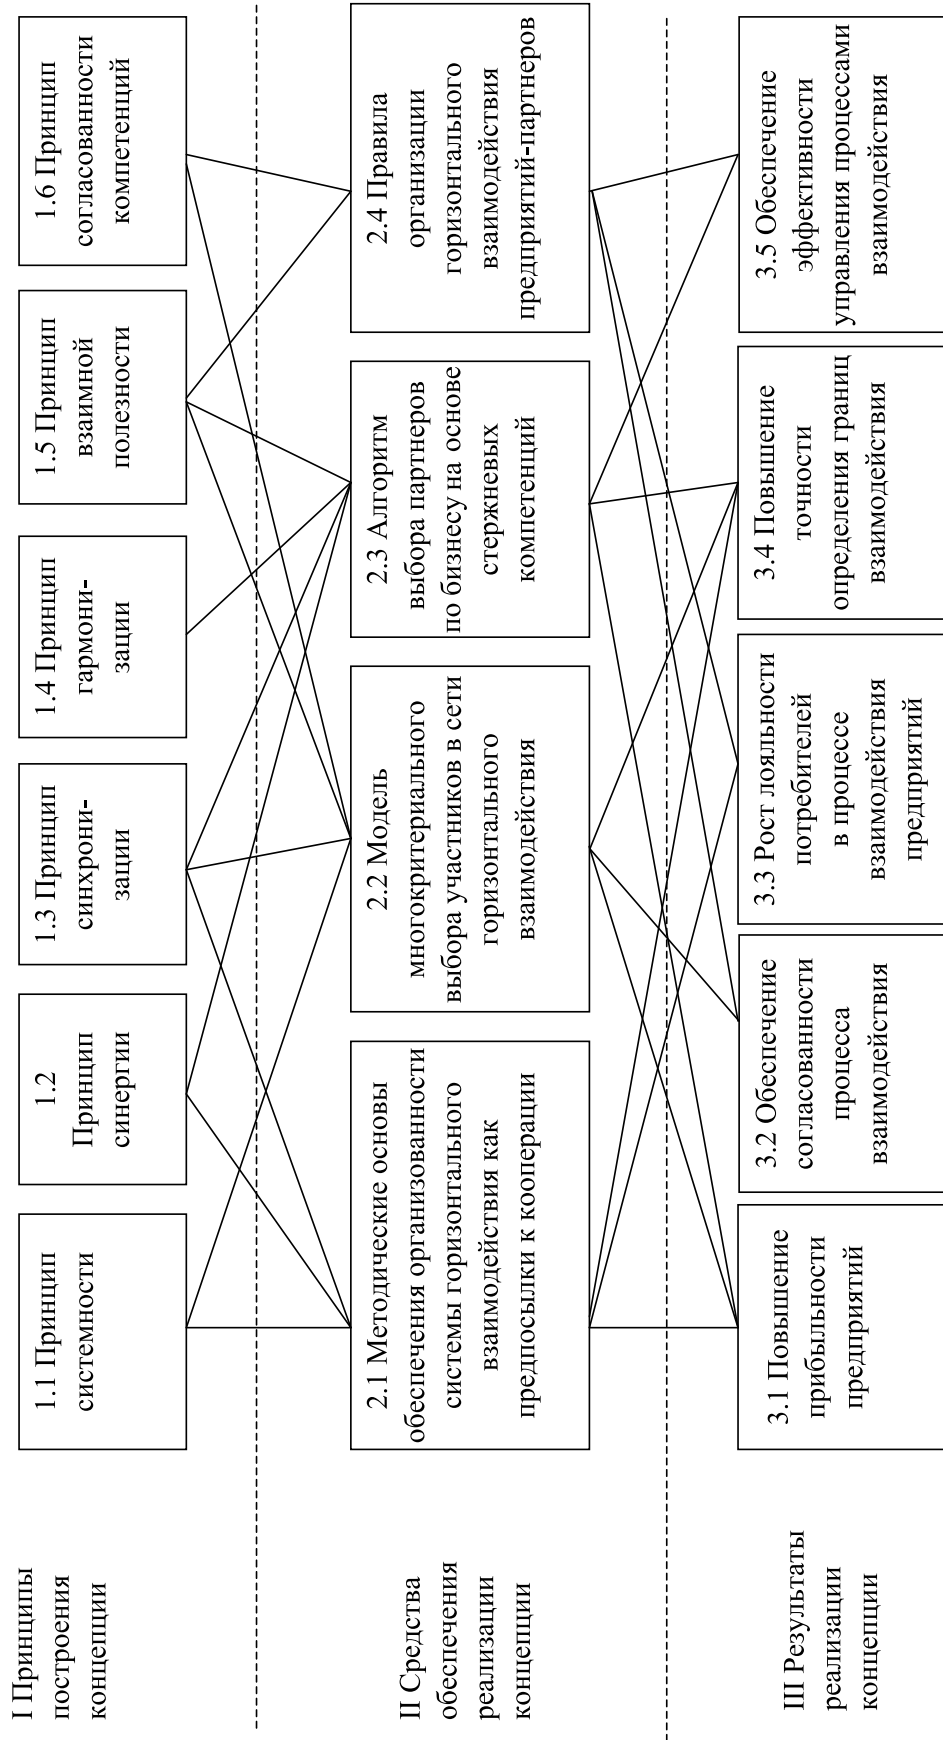 I Принципы
построения
концепции
1.1 Принцип
системности
1.2
Принцип
синергии
1.3 Принцип
синхрони-
зации
1.4 Принцип
гармони-
зации
1.5 Принцип
взаимной
полезности
1.6 Принцип
согласованности
компетенций
II Средства
обеспечения
реализации
концепции
2.1 Методические основы
обеспечения организованности
системы горизонтального
взаимодействия как
предпосылки к кооперации
2.2 Модель
многокритериального
выбора участников в сети
горизонтального
взаимодействия
2.3 Алгоритм
выбора партнеров
по бизнесу на основе
стержневых
компетенций
2.4 Правила
организации
горизонтального
взаимодействия
предприятий-партнеров
III Результаты
реализации
концепции
3.1 Повышение
прибыльности
предприятий
3.2 Обеспечение
согласованности
процесса
взаимодействия
3.3 Рост лояльности
потребителей
в процессе
взаимодействия
предприятий
3.4 Повышение
точности
определения границ
взаимодействия
3.5 Обеспечение
эффективности
управления процессами
взаимодействия